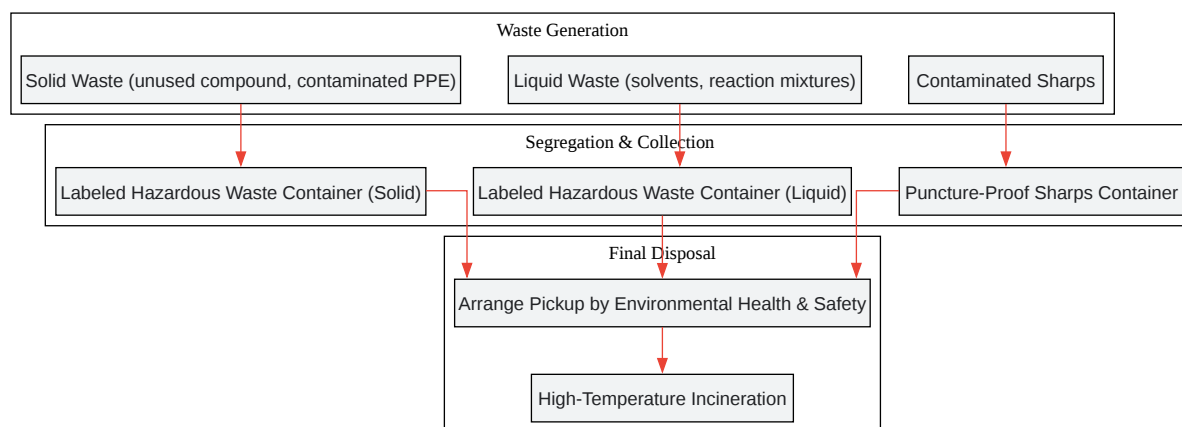 Waste Generation
Solid Waste (unused compound, contaminated PPE)
Liquid Waste (solvents, reaction mixtures)
Contaminated Sharps
Segregation & Collection
Labeled Hazardous Waste Container (Solid)
Labeled Hazardous Waste Container (Liquid)
Puncture-Proof Sharps Container
Final Disposal
Arrange Pickup by Environmental Health & Safety
High-Temperature Incineration